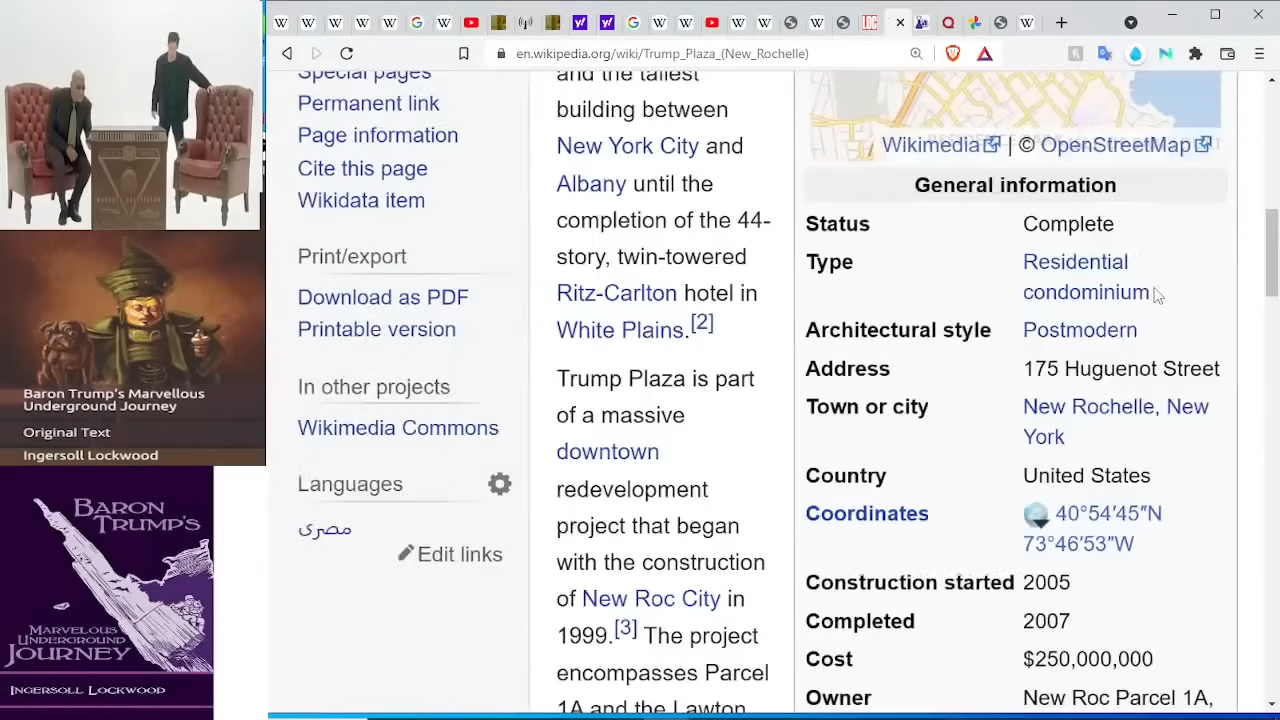 en.wikipedia.org/wiki/Trump_Plaza_(New_Rochelle)
Special pages
Permanent link
Page information
Cite this page
Wikidata item
Print/export
Download as PDF
Printable version
In other projects
Wikimedia Commons
Languages
مصرى
Edit links
and the tallest
building between
New York City and
Albany until the
completion of the 44-
story, twin-towered
Ritz-Carlton hotel in
White Plains.[2]
Trump Plaza is part
of a massive
downtown
redevelopment
project that began
with the construction
of New Roc City in
1999.[3] The project
encompasses Parcel
1A and the Lawton
Wikimedia | © OpenStreetMap
General information
Status Complete
Type Residential
condominium
Architectural style Postmodern
Address 175 Huguenot Street
Town or city New Rochelle, New
York
Country United States
Coordinates 40°54′45″N
73°46′53″W
Construction started 2005
Completed 2007
Cost $250,000,000
Owner New Roc Parcel 1A,
Baron Trump's Marvellous
Underground Journey
Original Text
Ingersoll Lockwood
BARON
TRUMP'S
MARVELOUS
UNDERGROUND
JOURNEY
INGERSOLL LOCKWOOD